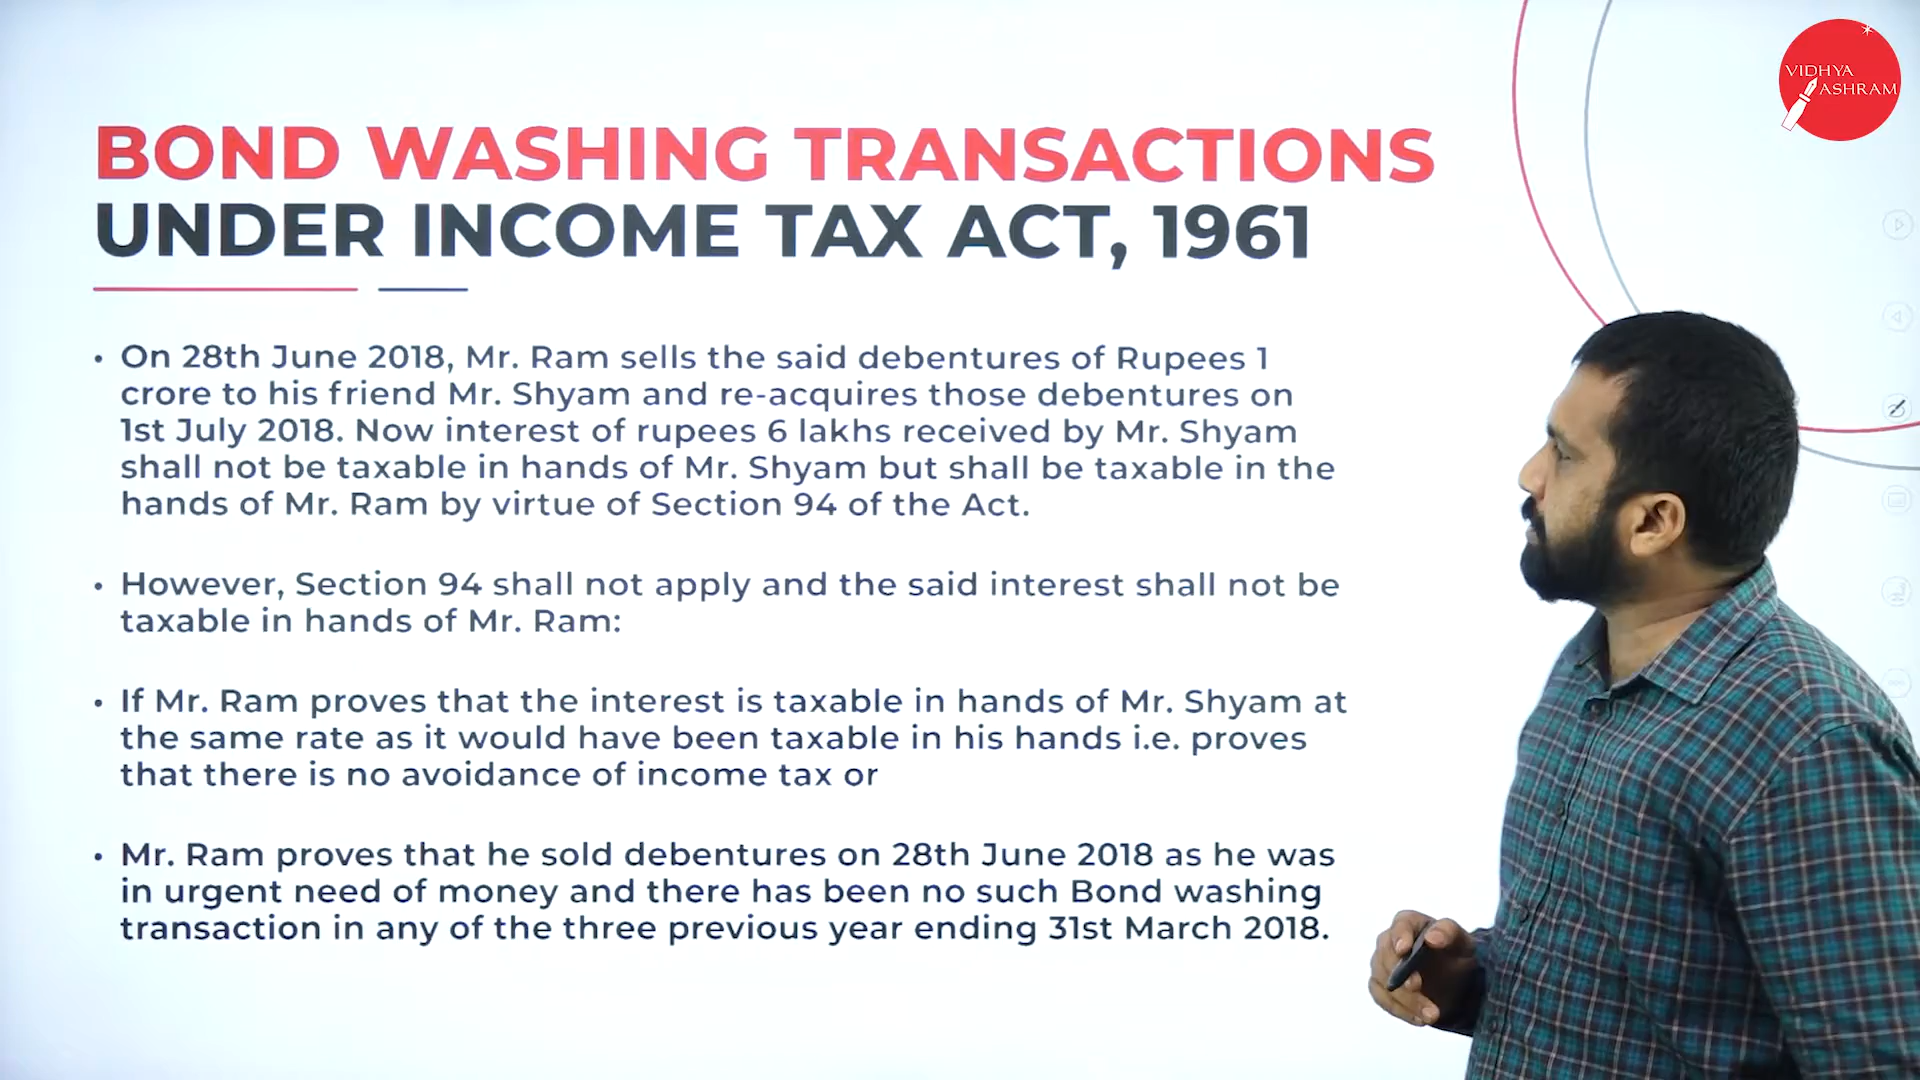 VIDHYA
ASHRAM
BOND WASHING TRANSACTIONS
UNDER INCOME TAX ACT, 1961
• On 28th June 2018, Mr. Ram sells the said debentures of Rupees 1
crore to his friend Mr. Shyam and re-acquires those debentures on
1st July 2018. Now interest of rupees 6 lakhs received by Mr. Shyam
shall not be taxable in hands of Mr. Shyam but shall be taxable in the
hands of Mr. Ram by virtue of Section 94 of the Act.
• However, Section 94 shall not apply and the said interest shall not be
taxable in hands of Mr. Ram:
• If Mr. Ram proves that the interest is taxable in hands of Mr. Shyam at
the same rate as it would have been taxable in his hands i.e. proves
that there is no avoidance of income tax or
• Mr. Ram proves that he sold debentures on 28th June 2018 as he was
in urgent need of money and there has been no such Bond washing
transaction in any of the three previous year ending 31st March 2018.